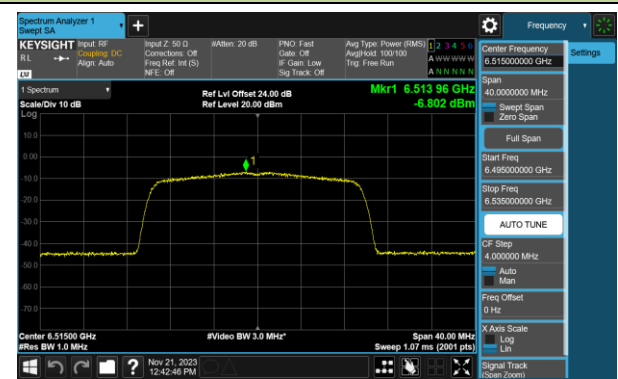 Spectrum Analyzer 1
Swept SA
Frequency
KEYSIGHT
R L
LNI
Input: RF
Coupling: DC
Align: Auto
Input Z: 50 Ω
Corrections: Off
Freq Ref: Int (S)
NFE: Off
#Atten: 20 dB
PNO: Fast
Gate: Off
IF Gain: Low
Sig Track: Off
Avg Type: Power (RMS)
Avg|Hold: 100/100
Trig: Free Run
1 2 3 4 5 6
A W W W W W
A N N N N N
Settings
Center Frequency
6.515000000 GHz
Span
40.0000000 MHz
Swept Span
Zero Span
Full Span
Start Freq
6.495000000 GHz
Stop Freq
6.535000000 GHz
AUTO TUNE
CF Step
4.000000 MHz
Auto
Man
Freq Offset
0 Hz
X Axis Scale
Log
Lin
Signal Track
(Span Zoom)
1 Spectrum
Scale/Div 10 dB
Log
Ref Lvl Offset 24.00 dB
Ref Level 20.00 dBm
Mkr1 6.513 96 GHz
-6.802 dBm
1
10.0
0.00
-10.0
-20.0
-30.0
-40.0
-50.0
-60.0
-70.0
Center 6.51500 GHz
#Res BW 1.0 MHz
#Video BW 3.0 MHz*
Span 40.00 MHz
Sweep 1.07 ms (2001 pts)
?
Nov 21, 2023
12:42:46 PM